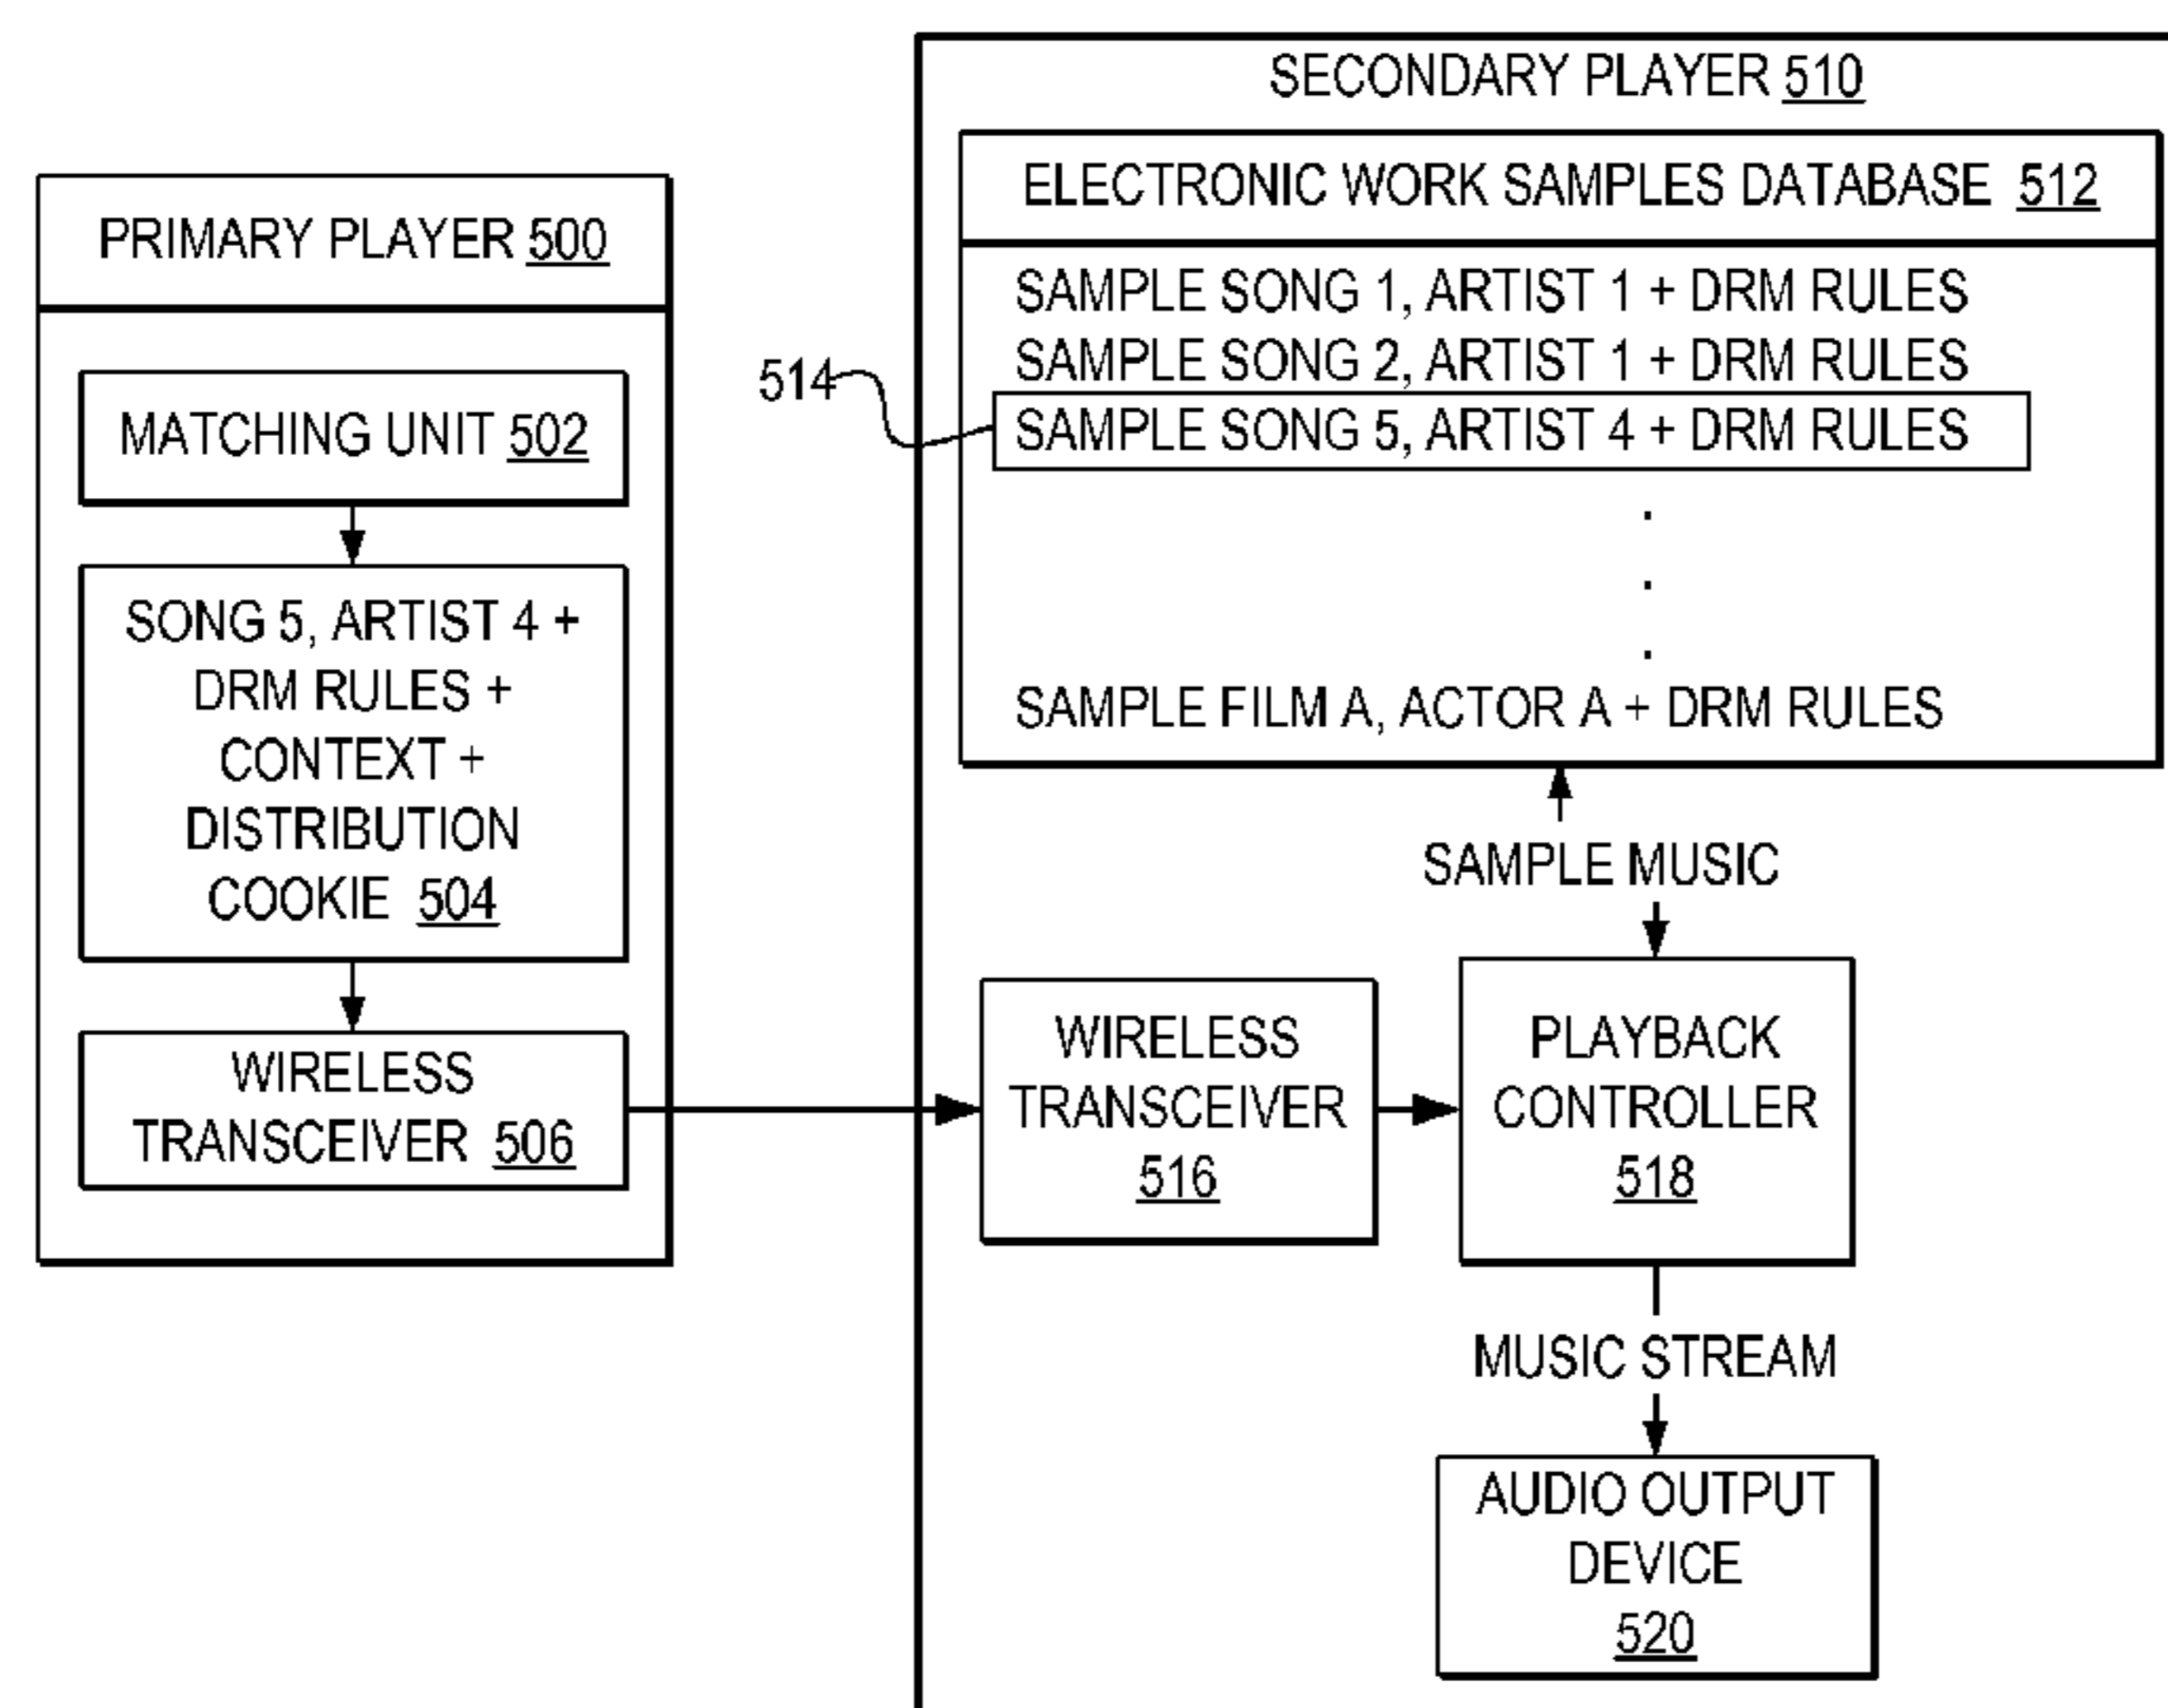 PRIMARY PLAYER 500
MATCHING UNIT 502
SONG 5, ARTIST 4 +
DRM RULES +
CONTEXT +
DISTRIBUTION
COOKIE 504
WIRELESS
TRANSCEIVER 506
SECONDARY PLAYER 510
ELECTRONIC WORK SAMPLES DATABASE 512
SAMPLE SONG 1, ARTIST 1 + DRM RULES
SAMPLE SONG 2, ARTIST 1 + DRM RULES
514
SAMPLE SONG 5, ARTIST 4 + DRM RULES
.
.
.
SAMPLE FILM A, ACTOR A + DRM RULES
SAMPLE MUSIC
WIRELESS
TRANSCEIVER
516
PLAYBACK
CONTROLLER
518
MUSIC STREAM
AUDIO OUTPUT
DEVICE
520